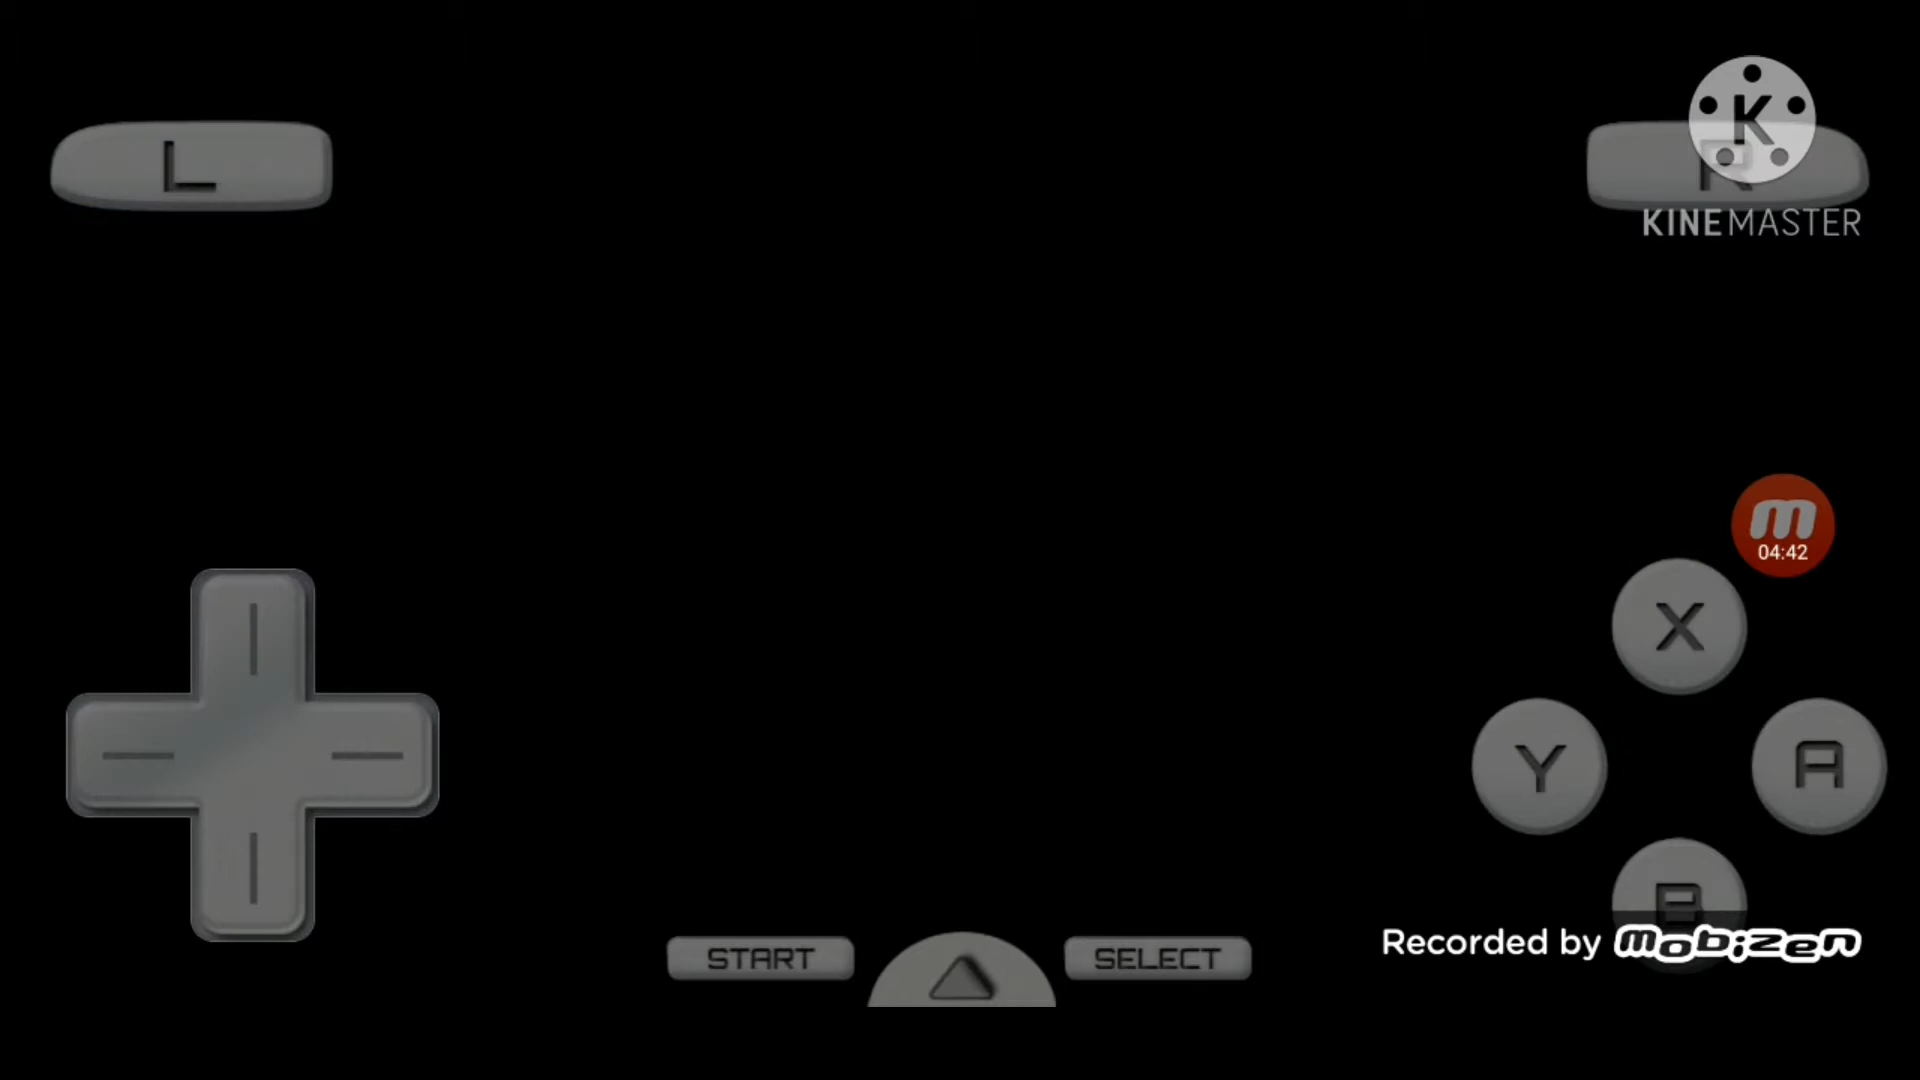 L
R
K
KINEMASTER
m
04:42
X
Y
A
B
START
SELECT
Recorded by mobizen